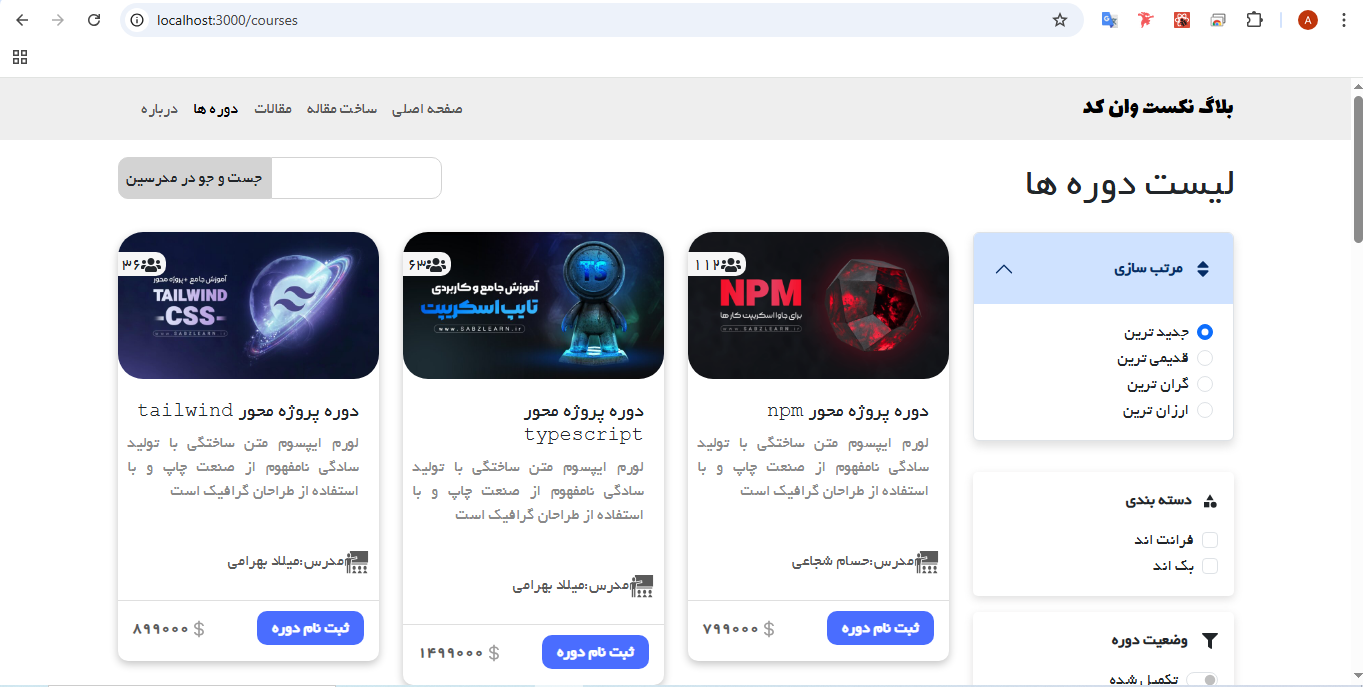 localhost:3000/courses
A
بلاگ نکست وان کد
صفحه اصلی
ساخت مقاله
مقالات
دوره ها
درباره
لیست دوره ها
جست و جو در مدرسین
مرتب سازی
جدید ترین
قدیمی ترین
گران ترین
ارزان ترین
دسته بندی
فرانت اند
بک اند
وضعیت دوره
تکمیل شده
۱۱۲
NPM
برای جاوا اسکریپت کار ها
WWW.SABZLEARN.ir
دوره پروژه محور npm
لورم ایپسوم متن ساختگی با تولید
سادگی نامفهوم از صنعت چاپ و با
استفاده از طراحان گرافیک است
مدرس:حسام شجاعی
ثبت نام دوره
۷۹۹۰۰۰ $
۶۳
TS
آموزش جامع و کاربردی
تایپ اسکریپت
WWW.SABZLEARN.ir
دوره پروژه محور
typescript
لورم ایپسوم متن ساختگی با تولید
سادگی نامفهوم از صنعت چاپ و با
استفاده از طراحان گرافیک است
مدرس:میلاد بهرامی
ثبت نام دوره
۱۴۹۹۰۰۰ $
۳۶
آموزش جامع +پروژه محور
TAILWIND
-CSS-
WWW.SABZLEARN.ir
دوره پروژه محور tailwind
لورم ایپسوم متن ساختگی با تولید
سادگی نامفهوم از صنعت چاپ و با
استفاده از طراحان گرافیک است
مدرس:میلاد بهرامی
ثبت نام دوره
۸۹۹۰۰۰ $